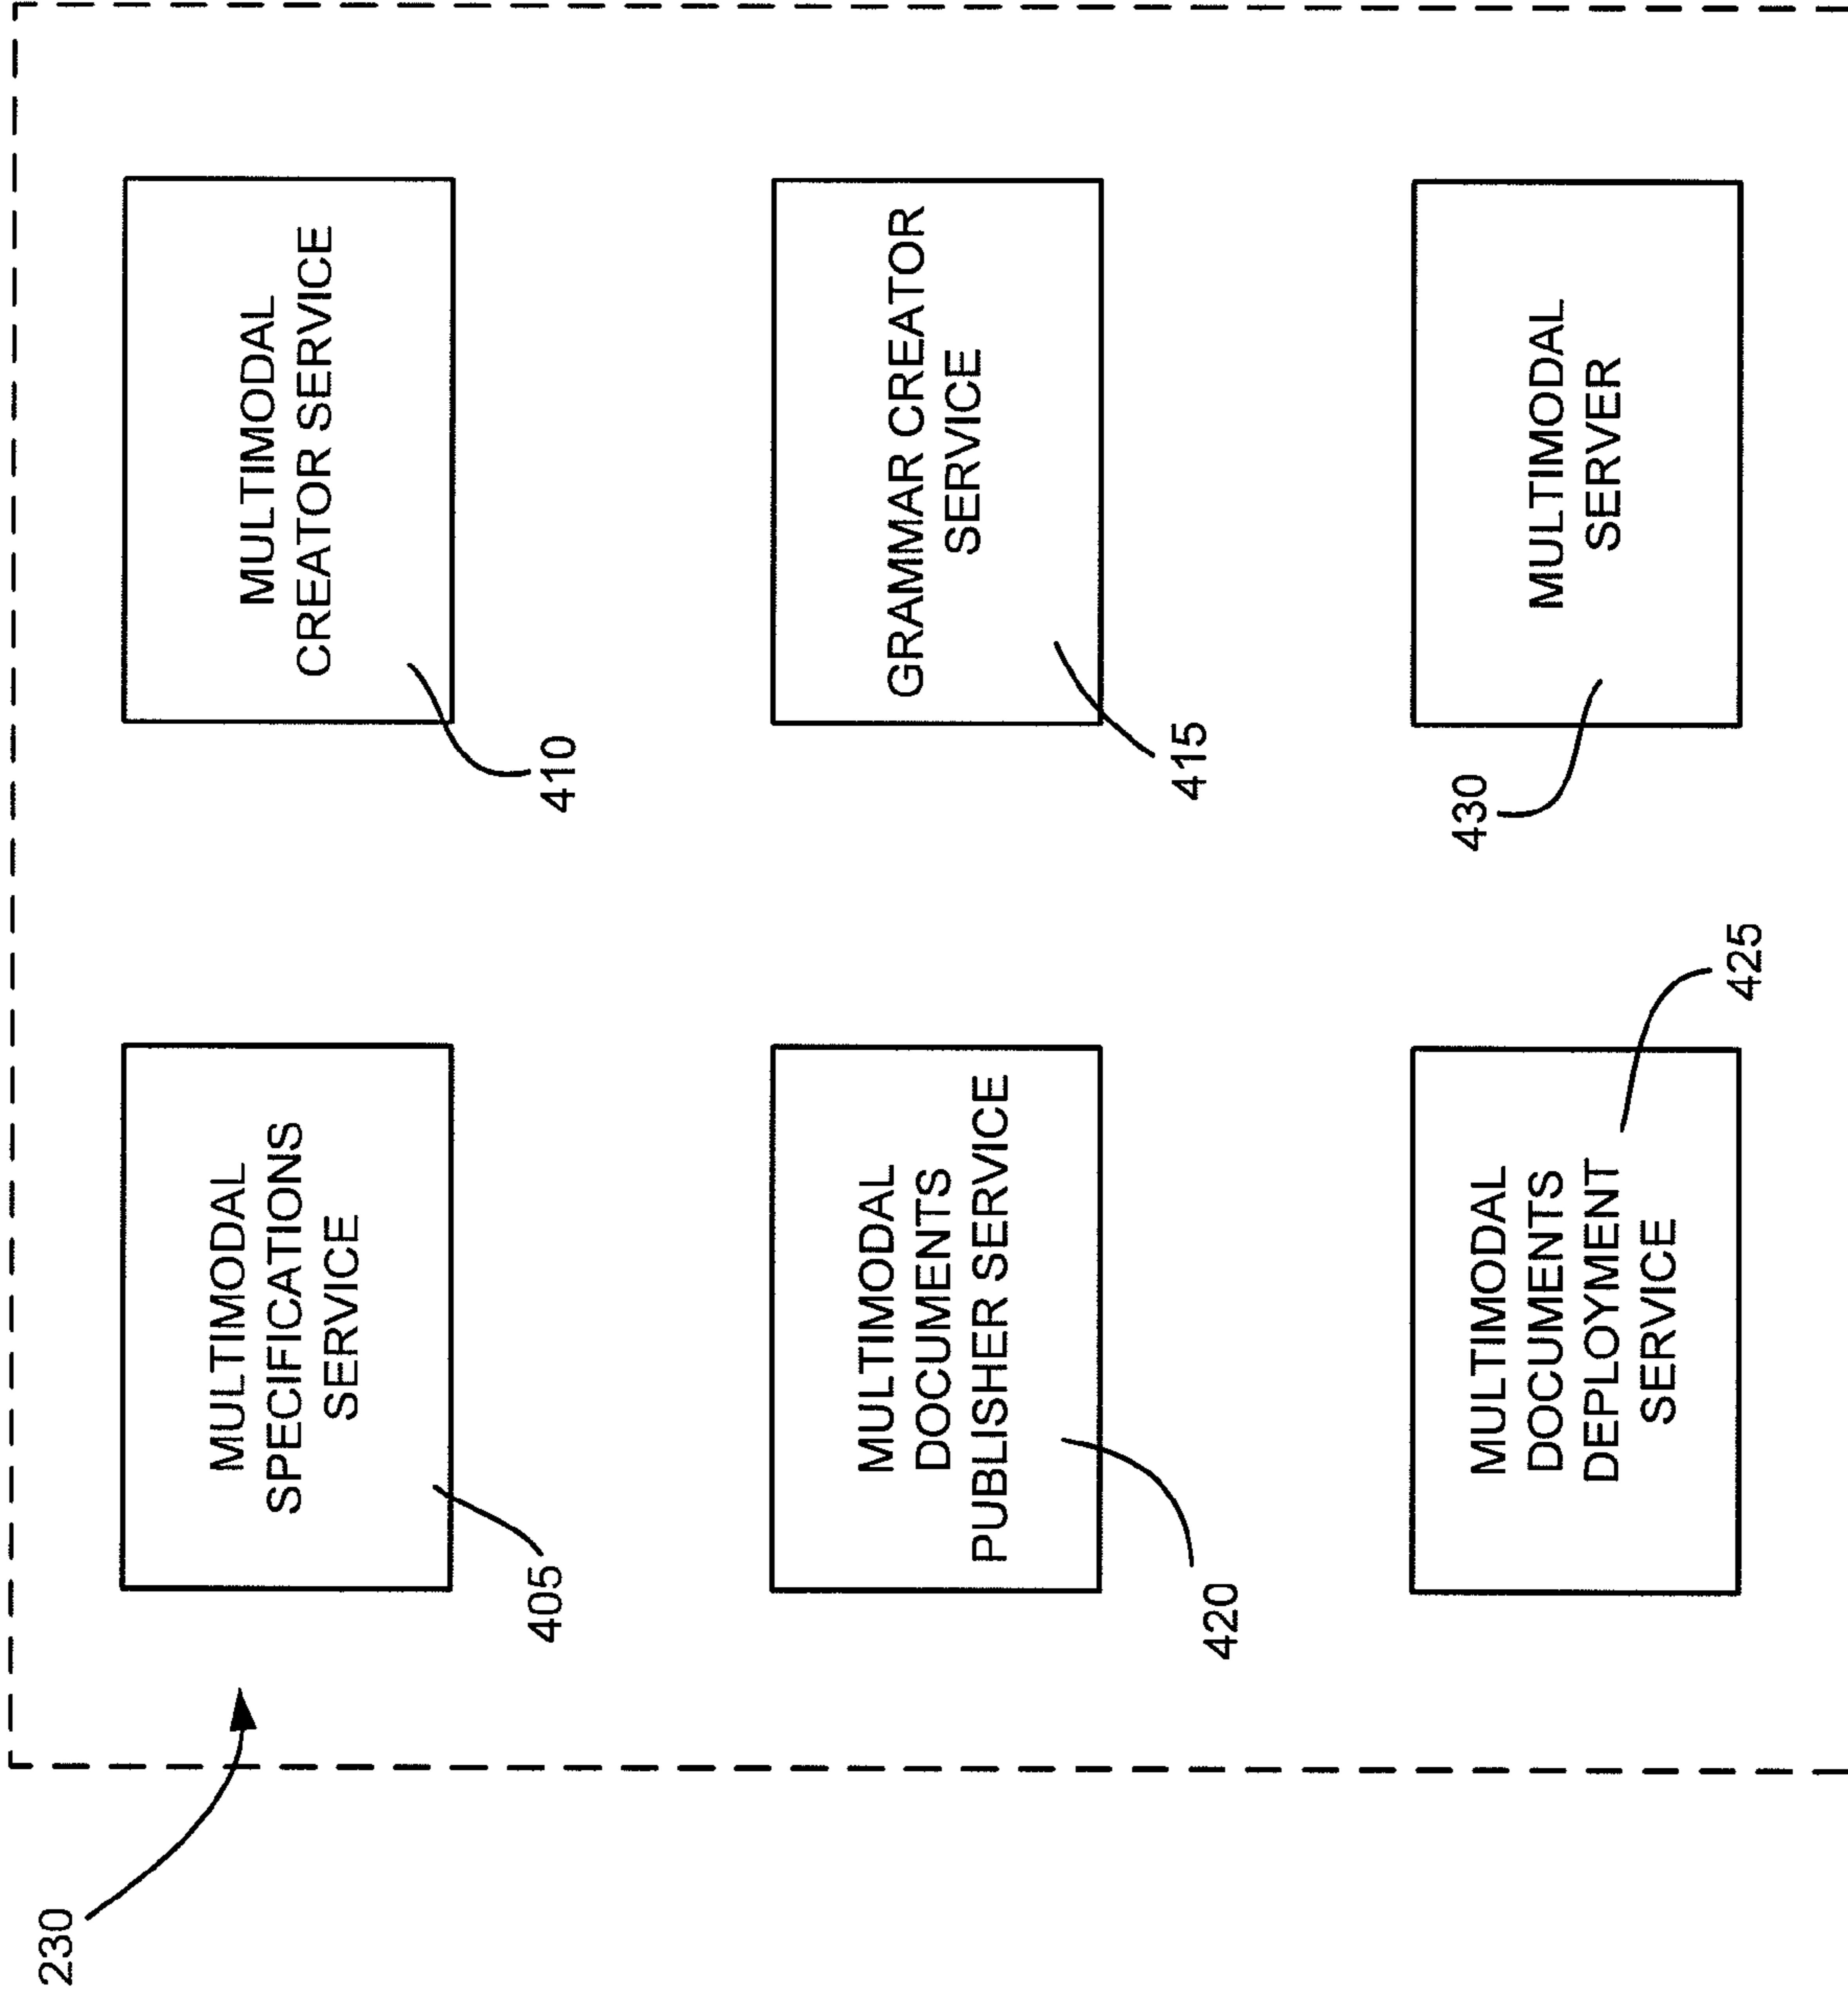 230
MULTIMODAL
SPECIFICATIONS
SERVICE
405
MULTIMODAL
CREATOR SERVICE
410
MULTIMODAL
DOCUMENTS
PUBLISHER SERVICE
420
GRAMMAR CREATOR
SERVICE
415
MULTIMODAL
DOCUMENTS
DEPLOYMENT
SERVICE
425
430
MULTIMODAL
SERVER